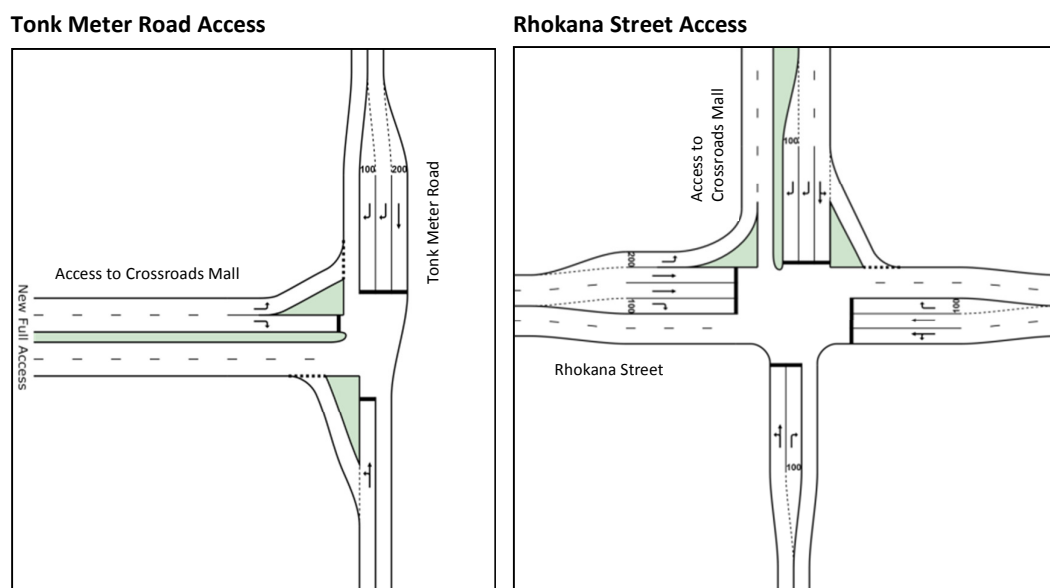 Tonk Meter Road Access
100
200
Tonk Meter Road
Access to Crossroads Mall
New Full Access
Rhokana Street Access
Access to
Crossroads Mall
100
200
100
100
Rhokana Street
100